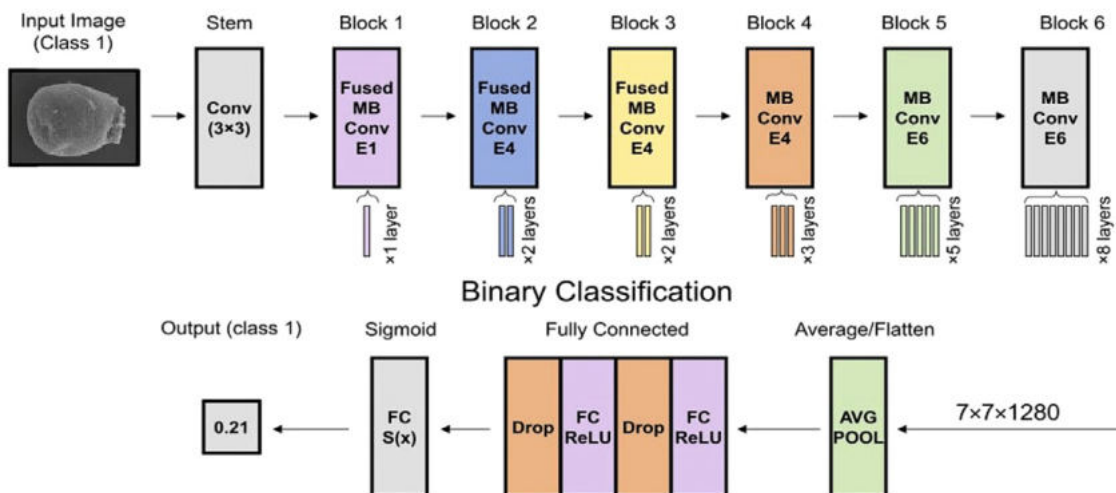 Input Image
(Class 1)
Stem
Block 1
Block 2
Block 3
Block 4
Block 5
Block 6
Conv
(3×3)
Fused
MB
Conv
E1
Fused
MB
Conv
E4
Fused
MB
Conv
E4
MB
Conv
E4
MB
Conv
E6
MB
Conv
E6
×1 layer
×2 layers
×2 layers
×3 layers
×5 layers
×8 layers
Binary Classification
Output (class 1)
Sigmoid
Fully Connected
Average/Flatten
0.21
FC
S(x)
Drop
FC
ReLU
Drop
FC
ReLU
AVG
POOL
7×7×1280